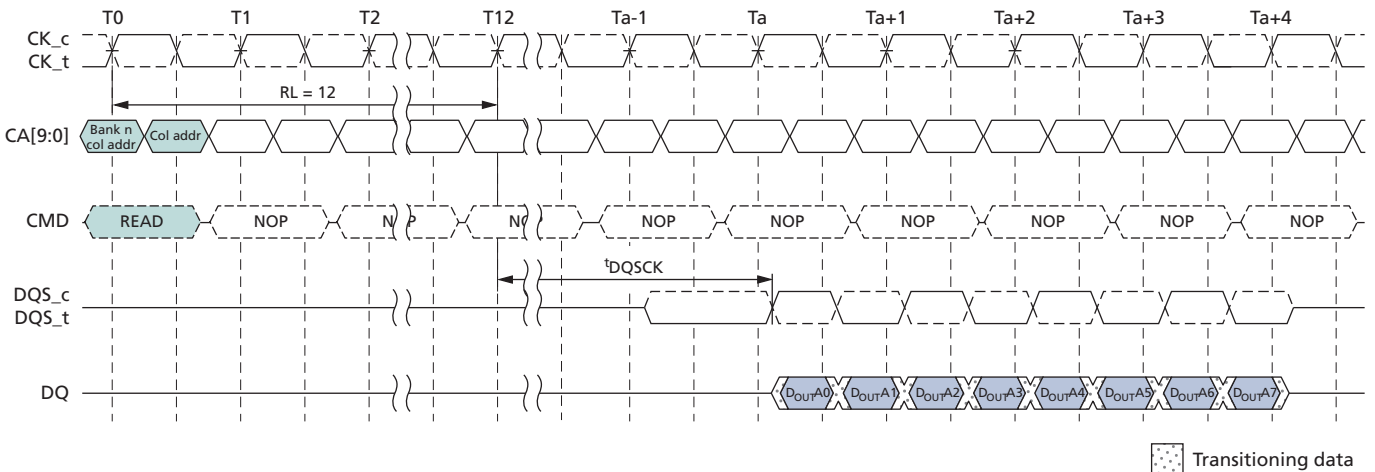 T0 T1 T2 T12 Ta-1 Ta Ta+1 Ta+2 Ta+3 Ta+4
CK_c
CK_t
RL = 12
CA[9:0]
Bank n
col addr
Col addr
CMD READ NOP NOP NOP NOP NOP NOP NOP NOP NOP
tDQSCK
DQS_c
DQS_t
DQ DOUTA0 DOUTA1 DOUTA2 DOUTA3 DOUTA4 DOUTA5 DOUTA6 DOUTA7
Transitioning data